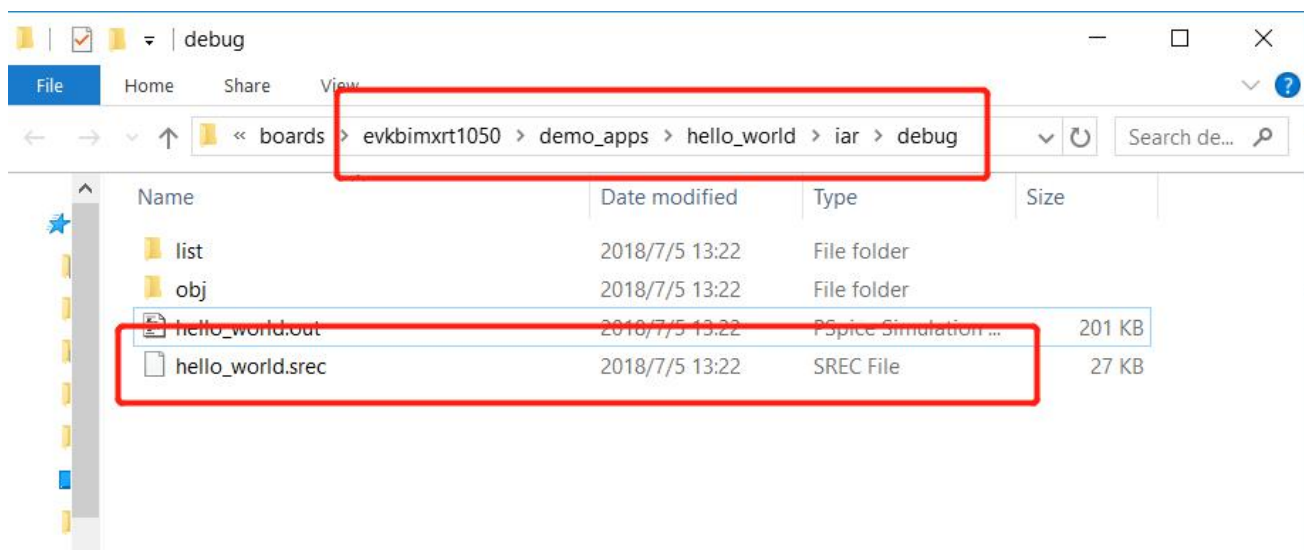 debug
File Home Share View
« boards > evkbimxrt1050 > demo_apps > hello_world > iar > debug Search de...
Name Date modified Type Size
list 2018/7/5 13:22 File folder
obj 2018/7/5 13:22 File folder
hello_world.out 2018/7/5 13:22 PSpice Simulation ... 201 KB
hello_world.srec 2018/7/5 13:22 SREC File 27 KB